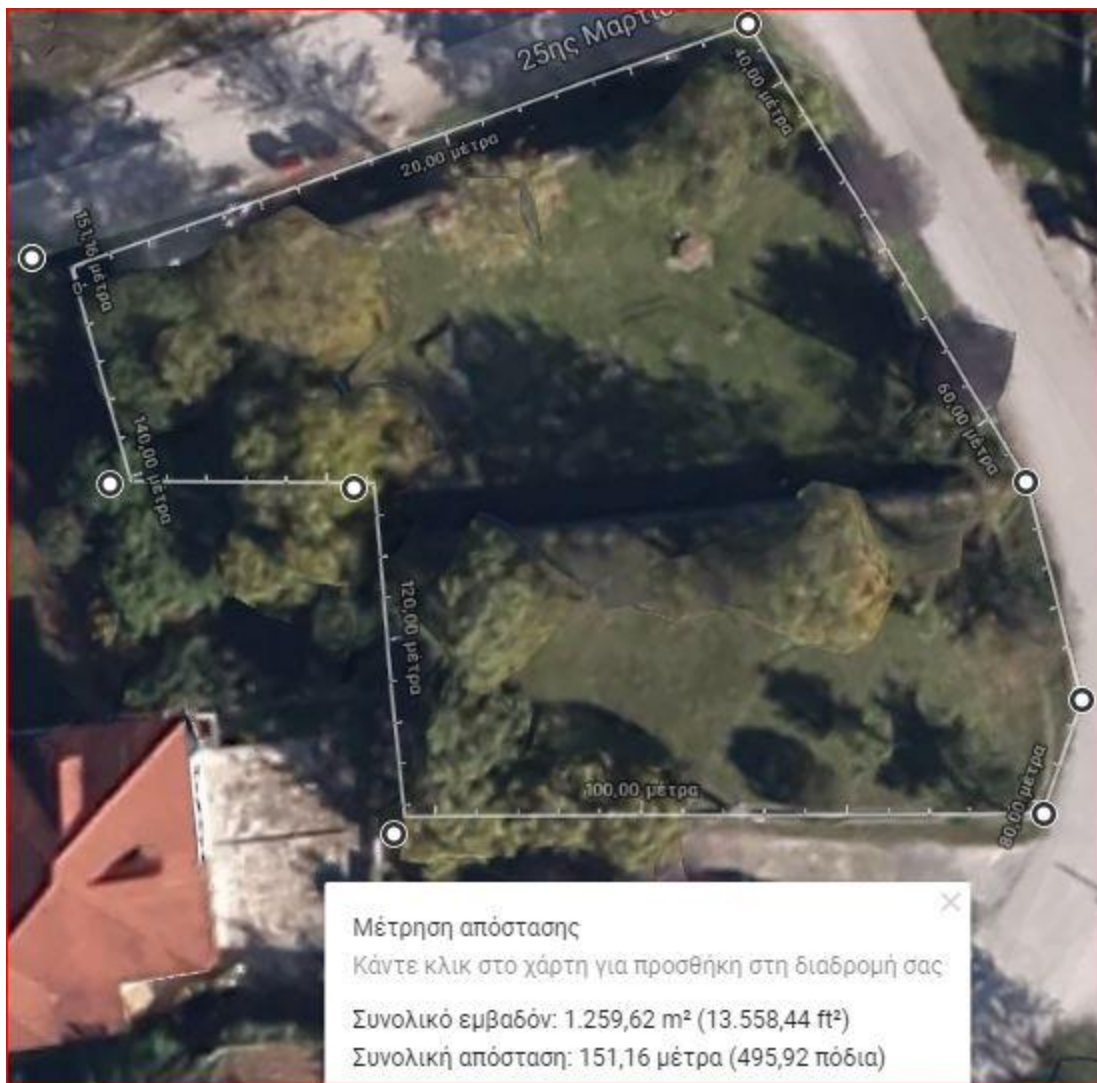 25ης Μαρτίο
40,00 μέτρα
20,00 μέτρα
151,16 μέτρα
60,00 μέτρα
140,00 μέτρα
120,00 μέτρα
100,00 μέτρα
80,00 μέτρα
Μέτρηση απόστασης
Κάντε κλικ στο χάρτη για προσθήκη στη διαδρομή σας
Συνολικό εμβαδόν: 1.259,62 m² (13.558,44 ft²)
Συνολική απόσταση: 151,16 μέτρα (495,92 πόδια)